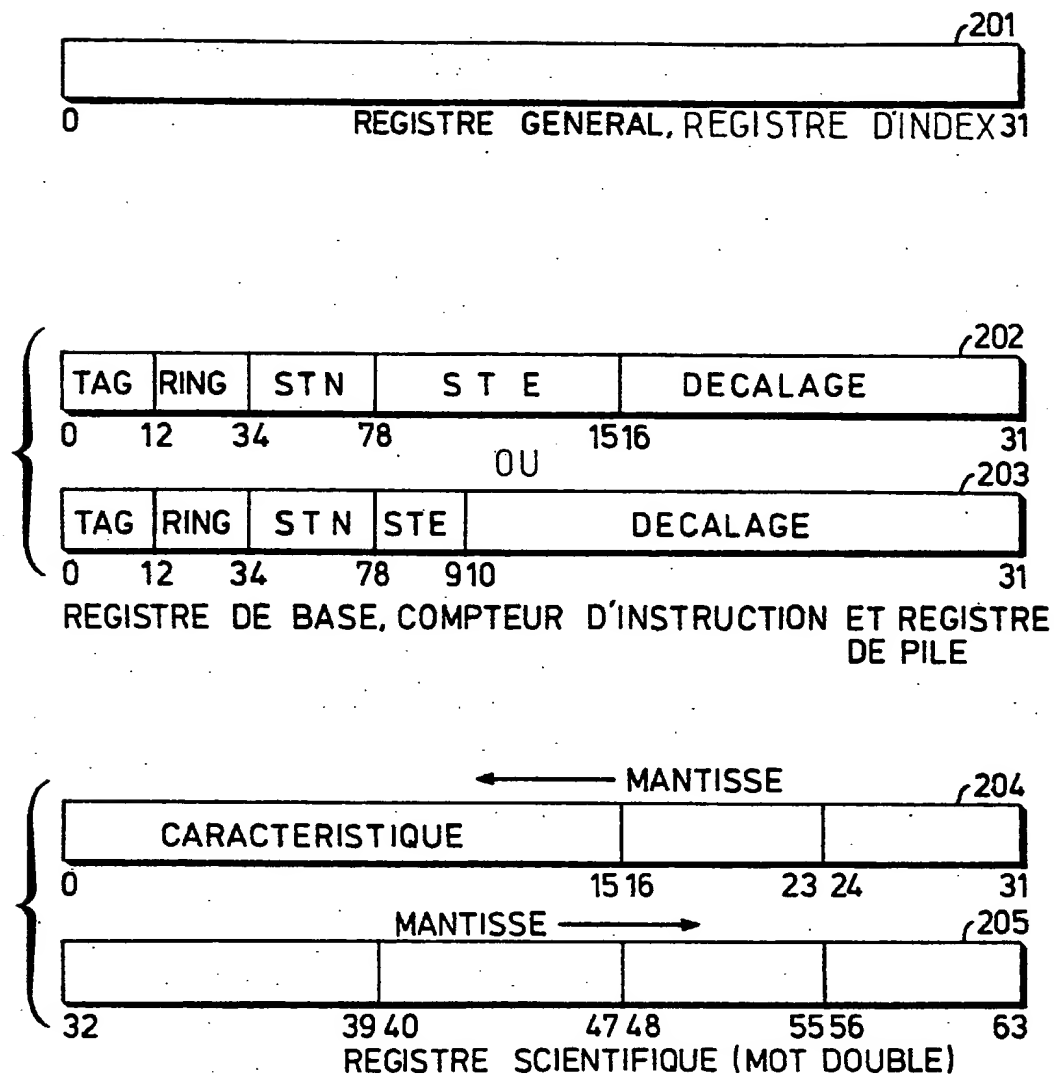 201
0 REGISTRE GENERAL, REGISTRE D'INDEX 31
202
TAG RING STN STE DECALAGE
0 12 34 78 1516 31
OU
203
TAG RING STN STE DECALAGE
0 12 34 78 910 31
REGISTRE DE BASE, COMPTEUR D'INSTRUCTION ET REGISTRE
DE PILE
MANTISSE
204
CARACTERISTIQUE
0 1516 23 24 31
MANTISSE
205
32 3940 4748 5556 63
REGISTRE SCIENTIFIQUE (MOT DOUBLE)